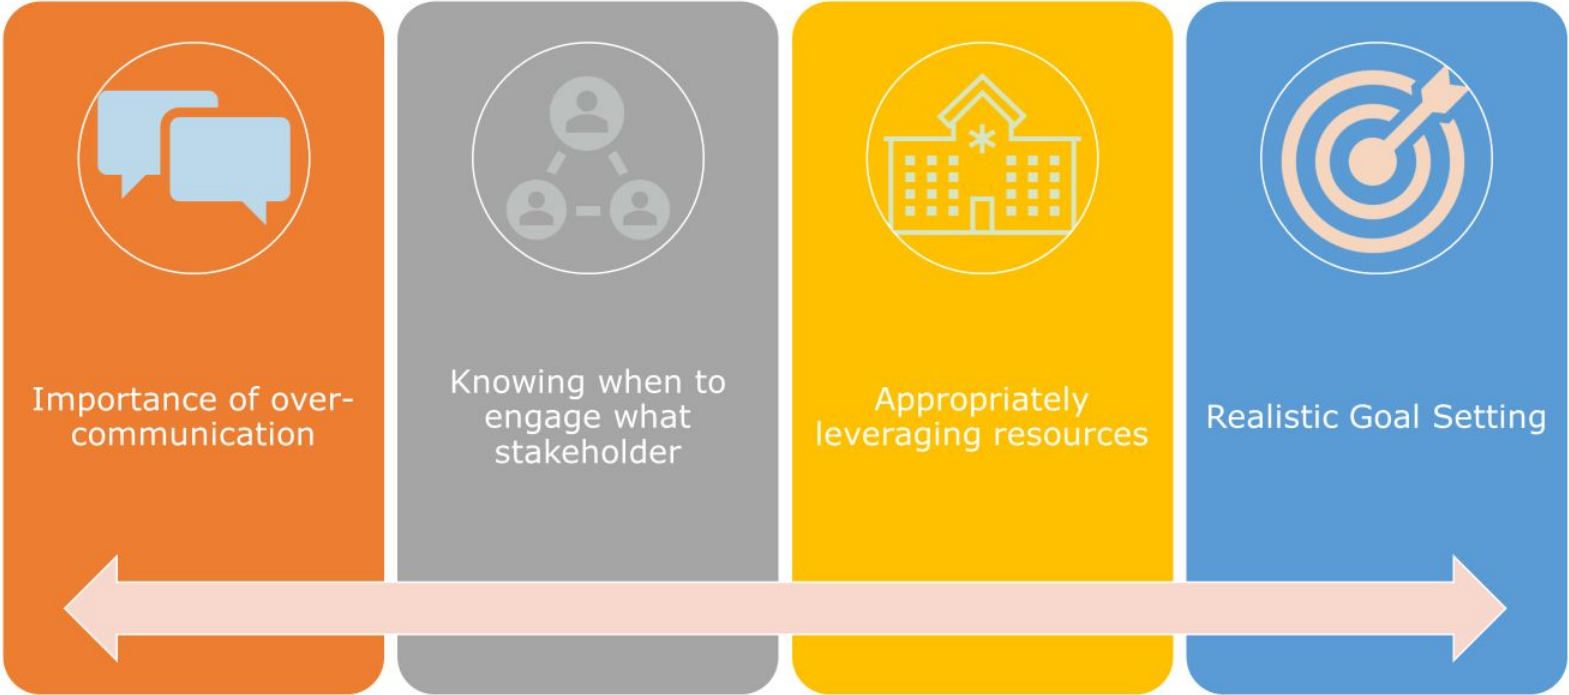 Importance of over-
communication
Knowing when to
engage what
stakeholder
Appropriately
leveraging resources
Realistic Goal Setting